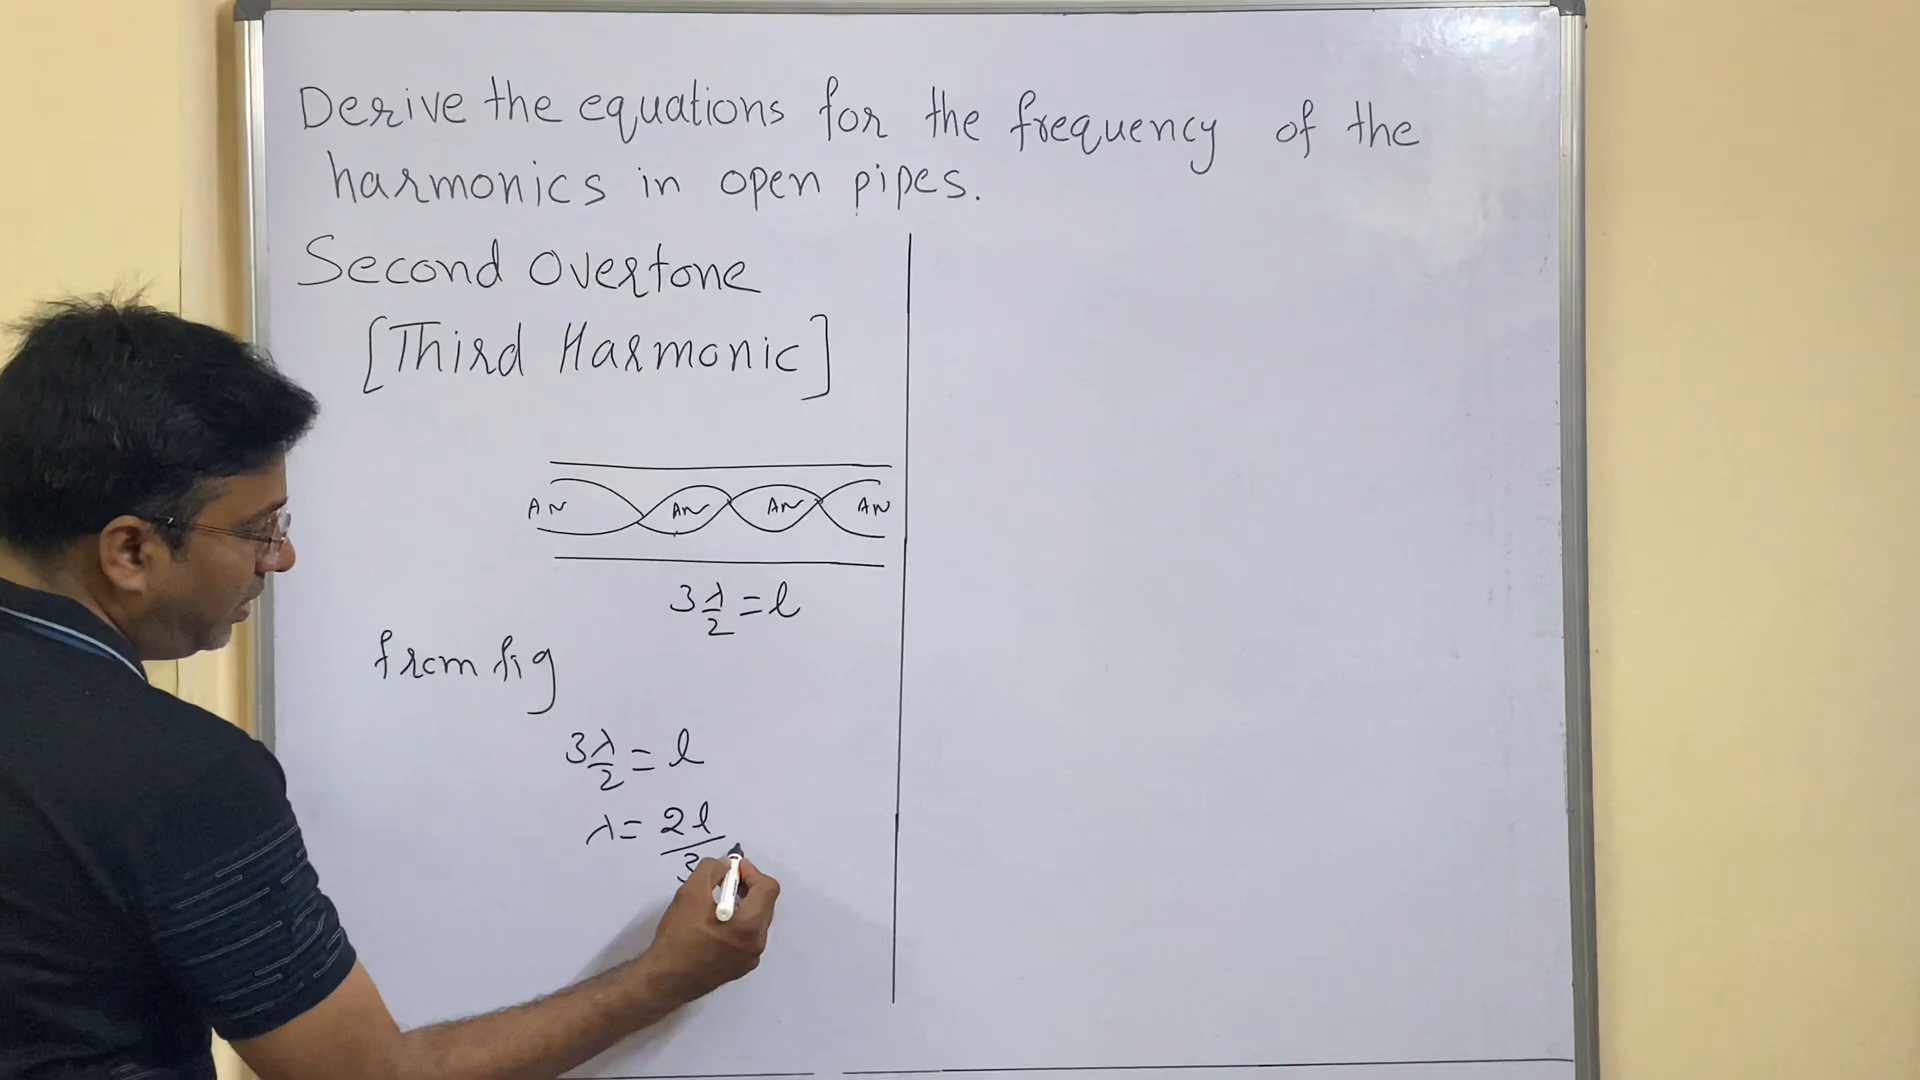 Derive the equations for the frequency of the
harmonics in open pipes.
Second Overtone
[Third Harmonic]
AN AN AN AN
3λ/2 = l
from fig
3λ/2 = l
λ = 2l/3